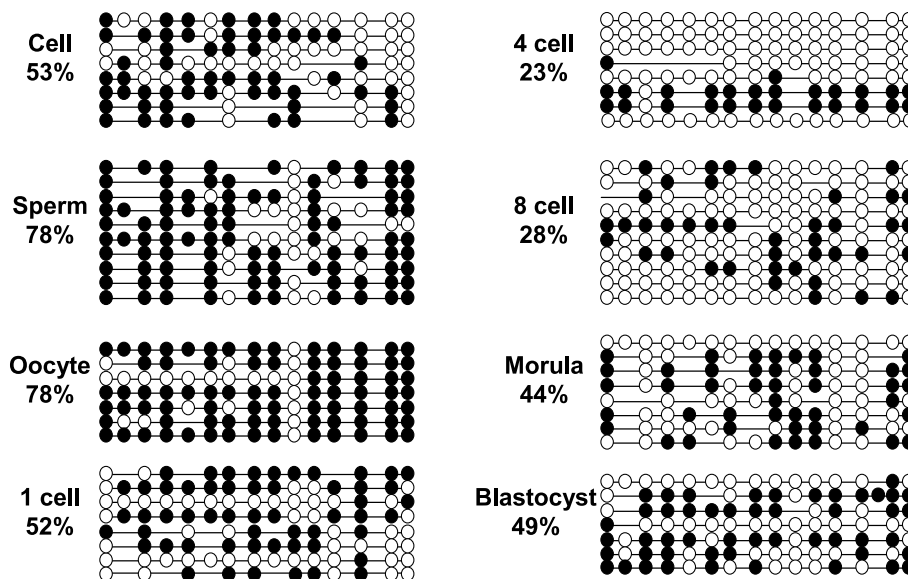 Cell
53%
Sperm
78%
Oocyte
78%
1 cell
52%
4 cell
23%
8 cell
28%
Morula
44%
Blastocyst
49%